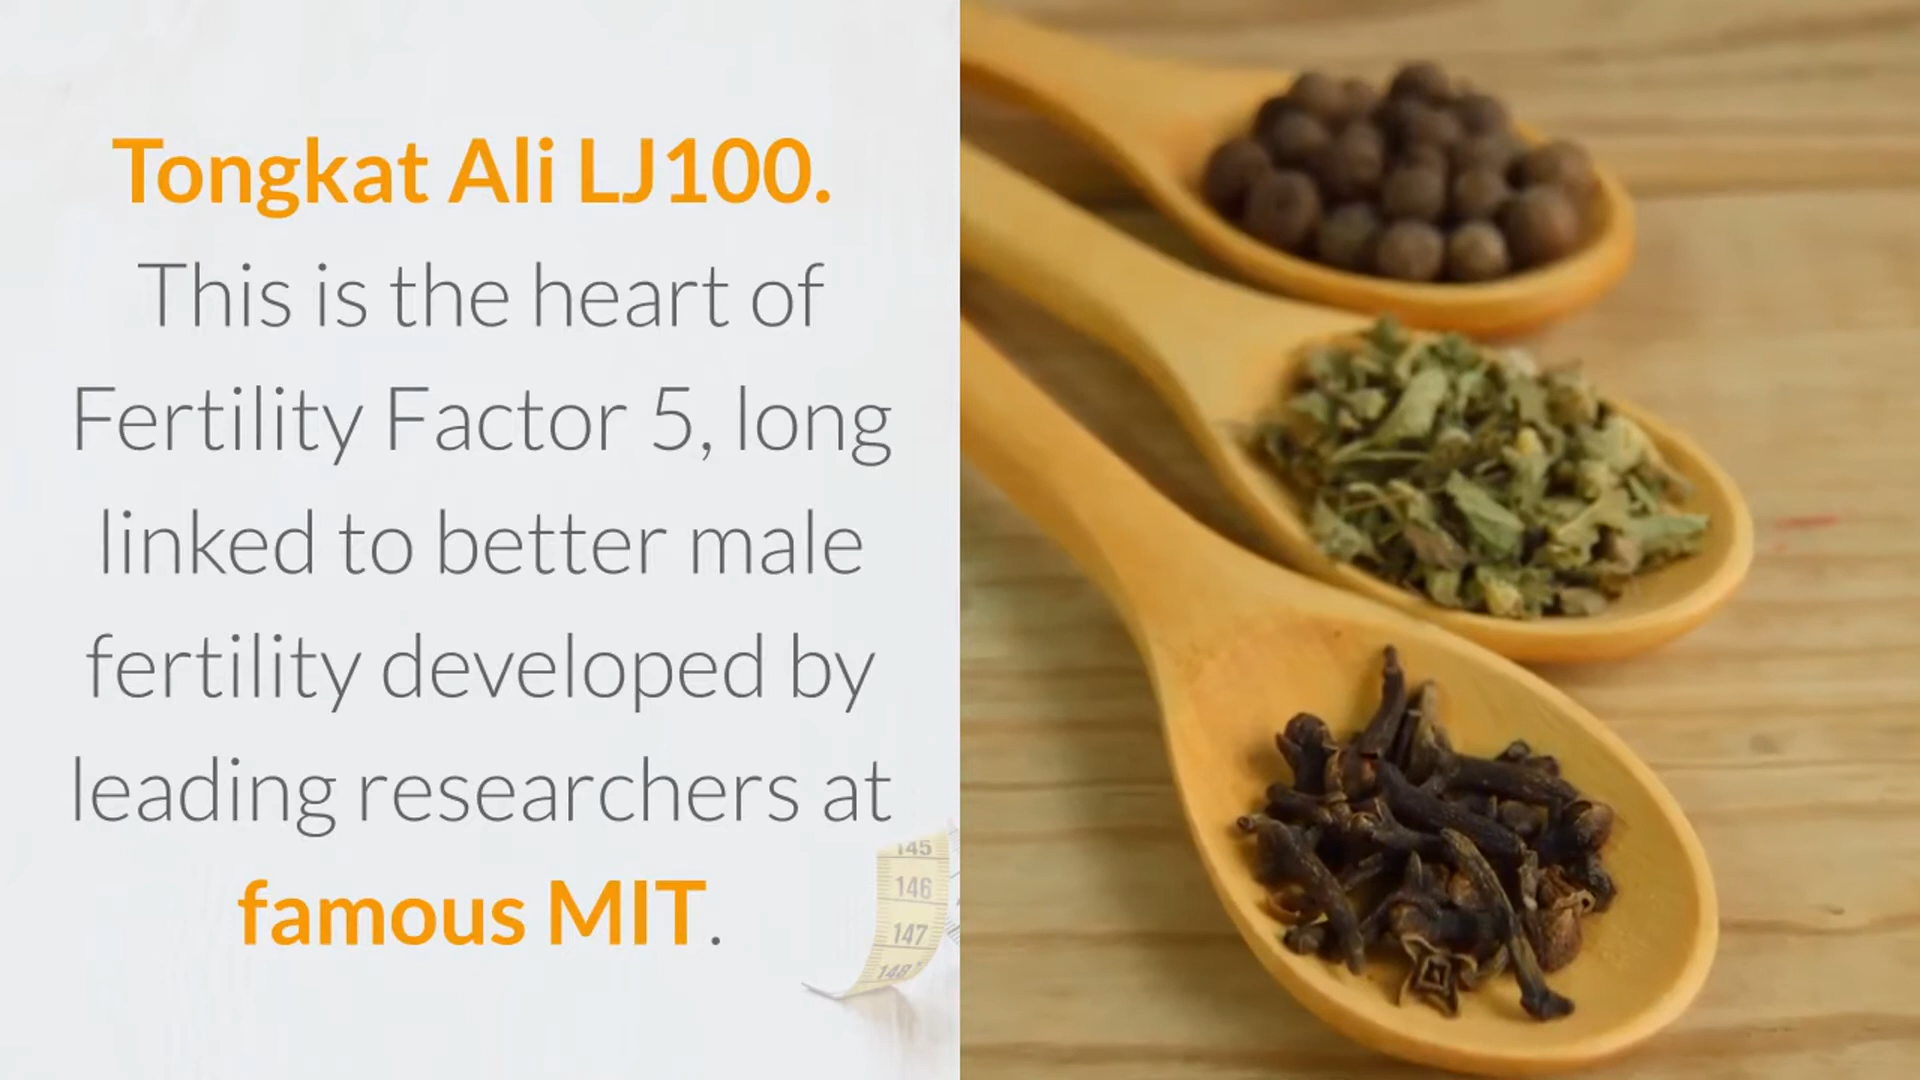 Tongkat Ali LJ100.
This is the heart of
Fertility Factor 5, long
linked to better male
fertility developed by
leading researchers at
famous MIT.
145
146
147
148